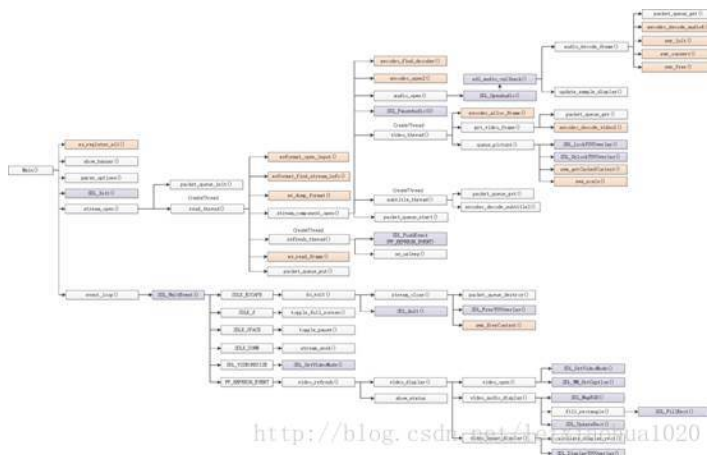 packet_queue_get()
avcodec_decode_audio4()
audio_decode_frame()
swr_init()
swr_convert()
swr_free()
avcodec_find_decoder()
avcodec_open2()
sdl_audio_callback()
audio_open()
SDL_OpenAudio()
update_sample_display()
SDL_PauseAudio()
CreateThread
video_thread()
avcodec_alloc_frame()
get_video_frame()
packet_queue_get()
avcodec_decode_video2()
queue_picture()
SDL_LockYUVOverlay()
SDL_UnlockYUVOverlay()
sws_getCachedContext()
sws_scale()
av_register_all()
show_banner()
Main()
parse_options()
SDL_Init()
stream_open()
packet_queue_init()
CreateThread
read_thread()
avformat_open_input()
avformat_find_stream_info()
av_dump_format()
stream_component_open()
CreateThread
subtitle_thread()
packet_queue_get()
avcodec_decode_subtitle2()
packet_queue_start()
CreateThread
refresh_thread()
SDL_PushEvent
(FF_REFRESH_EVENT)
av_usleep()
av_read_frame()
packet_queue_put()
event_loop()
SDL_WaitEvent()
SDLK_ESCAPE
do_exit()
stream_close()
packet_queue_destroy()
SDL_FreeYUVOverlay()
sws_freeContext()
SDL_Quit()
SDLK_f
toggle_full_screen()
SDLK_SPACE
toggle_pause()
SDLK_DOWN
stream_seek()
SDL_VIDEORESIZE
SDL_SetVideoMode()
FF_REFRESH_EVENT
video_refresh()
video_display()
show_status
video_open()
SDL_SetVideoMode()
SDL_WM_SetCaption()
video_audio_display()
SDL_MapRGB()
fill_rectangle()
SDL_FillRect()
SDL_UpdateRect()
video_image_display()
calculate_display_rect()
SDL_DisplayYUVOverlay()
http://blog.csdn.net/leixiaohua1020